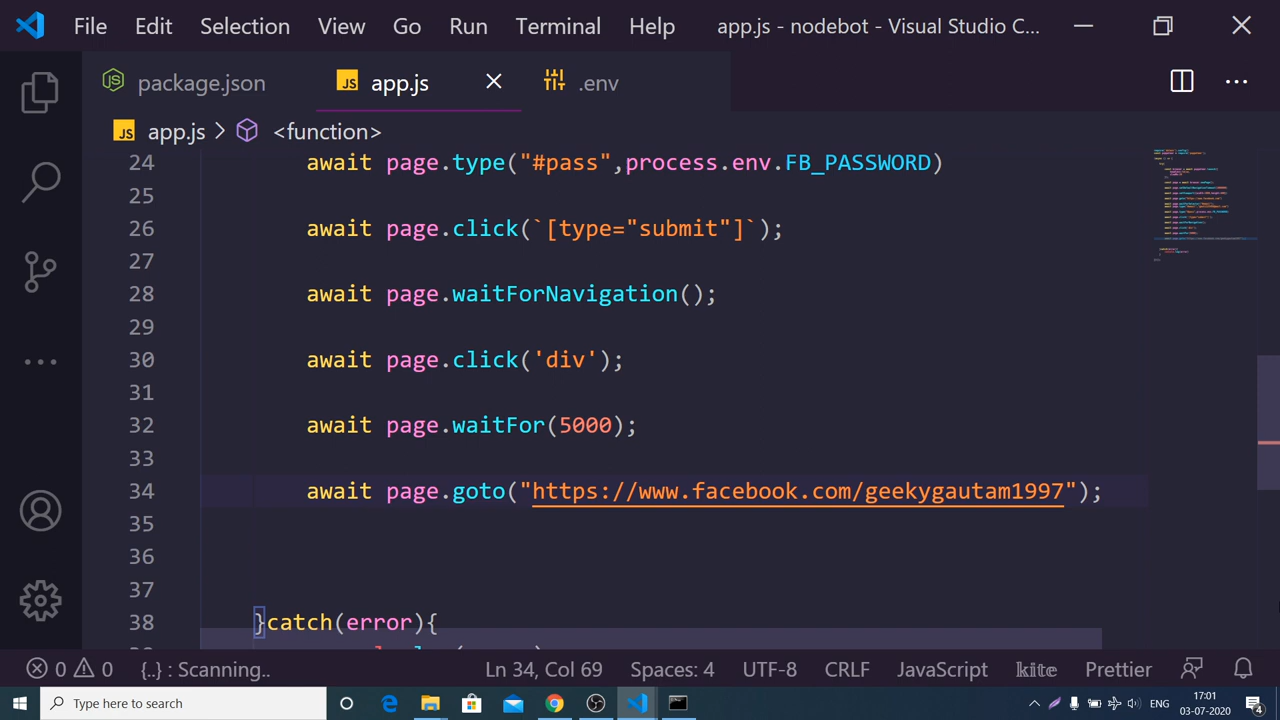 File Edit Selection View Go Run Terminal Help app.js - nodebot - Visual Studio C...
JS package.json JS app.js .env
JS app.js > <function>
24 await page.type("#pass",process.env.FB_PASSWORD)
25
26 await page.click(`[type="submit"]`);
27
28 await page.waitForNavigation();
29
30 await page.click('div');
31
32 await page.waitFor(5000);
33
34 await page.goto("https://www.facebook.com/geekygautam1997");
35
36
37
38 }catch(error){
0 0 {..} : Scanning.. Ln 34, Col 69 Spaces: 4 UTF-8 CRLF JavaScript kite Prettier
Type here to search ENG 17:01
03-07-2020 4